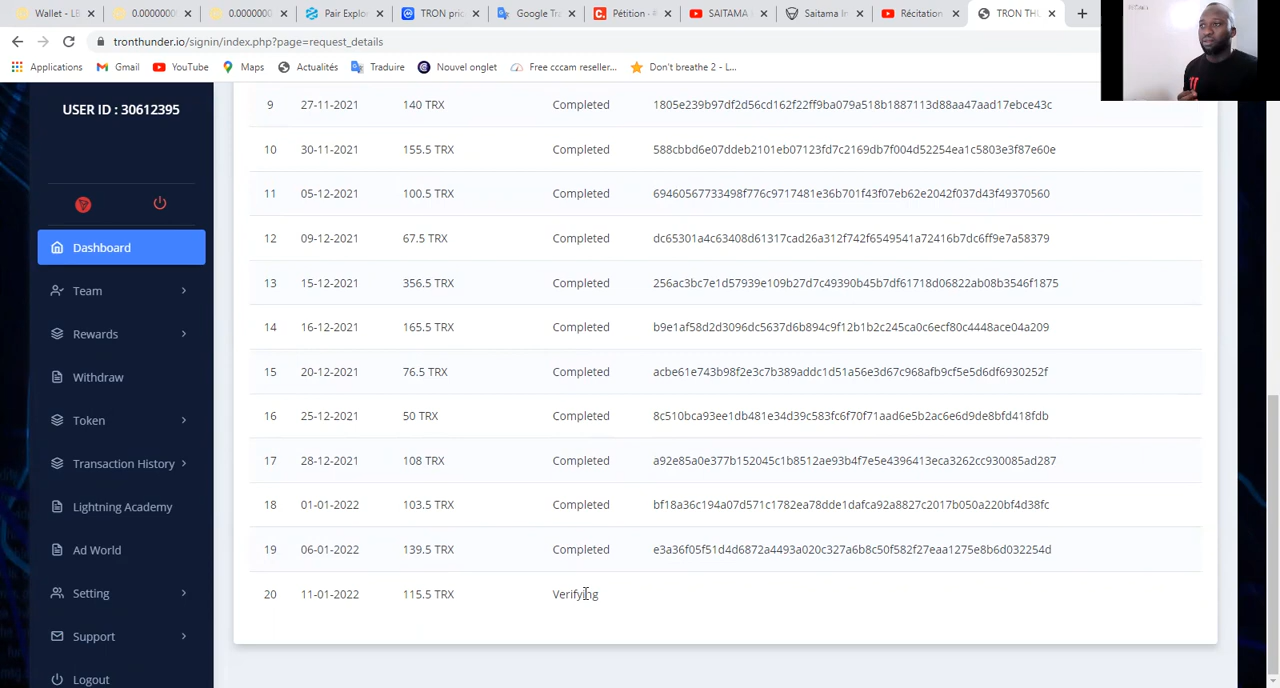 Wallet - LB
0.0000000
0.0000000
Pair Explo
TRON pric
Google Tra
Pétition -
SAITAMA
Saitama In
Récitation
TRON THU
tronthunder.io/signin/index.php?page=request_details
Applications Gmail YouTube Maps Actualités Traduire Nouvel onglet Free cccam reseller... Don't breathe 2 - L...
USER ID : 30612395
Dashboard
Team
Rewards
Withdraw
Token
Transaction History
Lightning Academy
Ad World
Setting
Support
Logout
9 27-11-2021 140 TRX Completed 1805e239b97df2d56cd162f22ff9ba079a518b1887113d88aa47aad17ebce43c
10 30-11-2021 155.5 TRX Completed 588cbbd6e07ddeb2101eb07123fd7c2169db7f004d52254ea1c5803e3f87e60e
11 05-12-2021 100.5 TRX Completed 69460567733498f776c9717481e36b701f43f07eb62e2042f037d43f49370560
12 09-12-2021 67.5 TRX Completed dc65301a4c63408d61317cad26a312f742f6549541a72416b7dc6ff9e7a58379
13 15-12-2021 356.5 TRX Completed 256ac3bc7e1d57939e109b27d7c49390b45b7df61718d06822ab08b3546f1875
14 16-12-2021 165.5 TRX Completed b9e1af58d2d3096dc5637d6b894c9f12b1b2c245ca0c6ecf80c4448ace04a209
15 20-12-2021 76.5 TRX Completed acbe61e743b98f2e3c7b389addc1d51a56e3d67c968afb9cf5e5d6df6930252f
16 25-12-2021 50 TRX Completed 8c510bca93ee1db481e34d39c583fc6f70f71aad6e5b2ac6e6d9de8bfd418fdb
17 28-12-2021 108 TRX Completed a92e85a0e377b152045c1b8512ae93b4f7e5e4396413eca3262cc930085ad287
18 01-01-2022 103.5 TRX Completed bf18a36c194a07d571c1782ea78dde1dafca92a8827c2017b050a220bf4d38fc
19 06-01-2022 139.5 TRX Completed e3a36f05f51d4d6872a4493a020c327a6b8c50f582f27eaa1275e8b6d032254d
20 11-01-2022 115.5 TRX Verifying